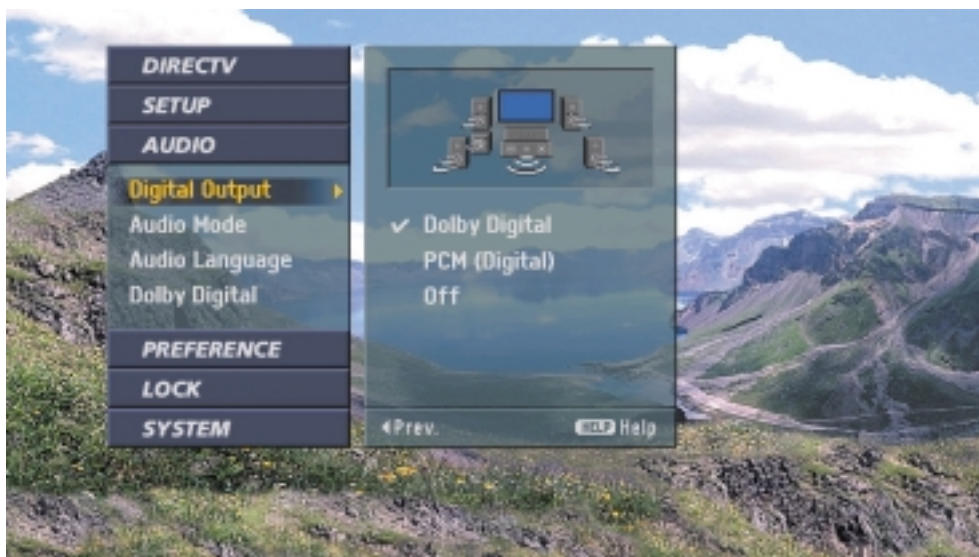 DIRECTV
SETUP
AUDIO
Digital Output
Audio Mode
Audio Language
Dolby Digital
PREFERENCE
LOCK
SYSTEM
Dolby Digital
PCM (Digital)
Off
Prev.
HELP Help